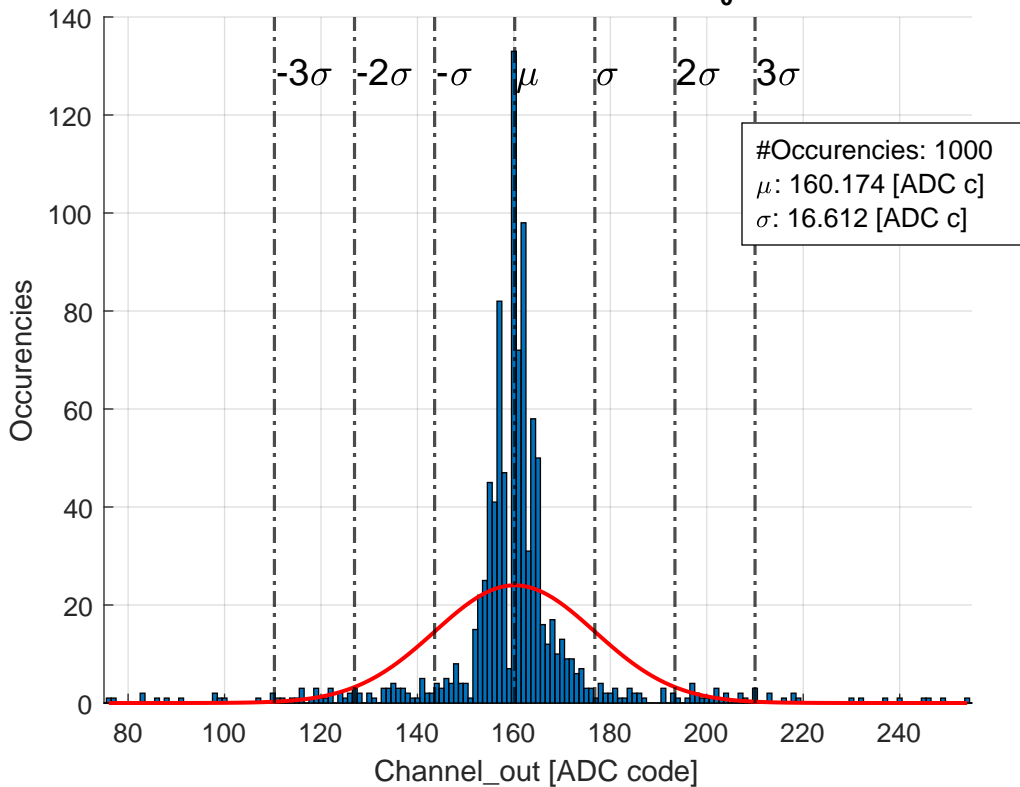 0
140
120
100
80
60
40
20
0
-3σ -2σ -σ μ σ 2σ 3σ
#Occurencies: 1000
μ: 160.174 [ADC c]
σ: 16.612 [ADC c]
Occurencies
80 100 120 140 160 180 200 220 240
Channel_out [ADC code]